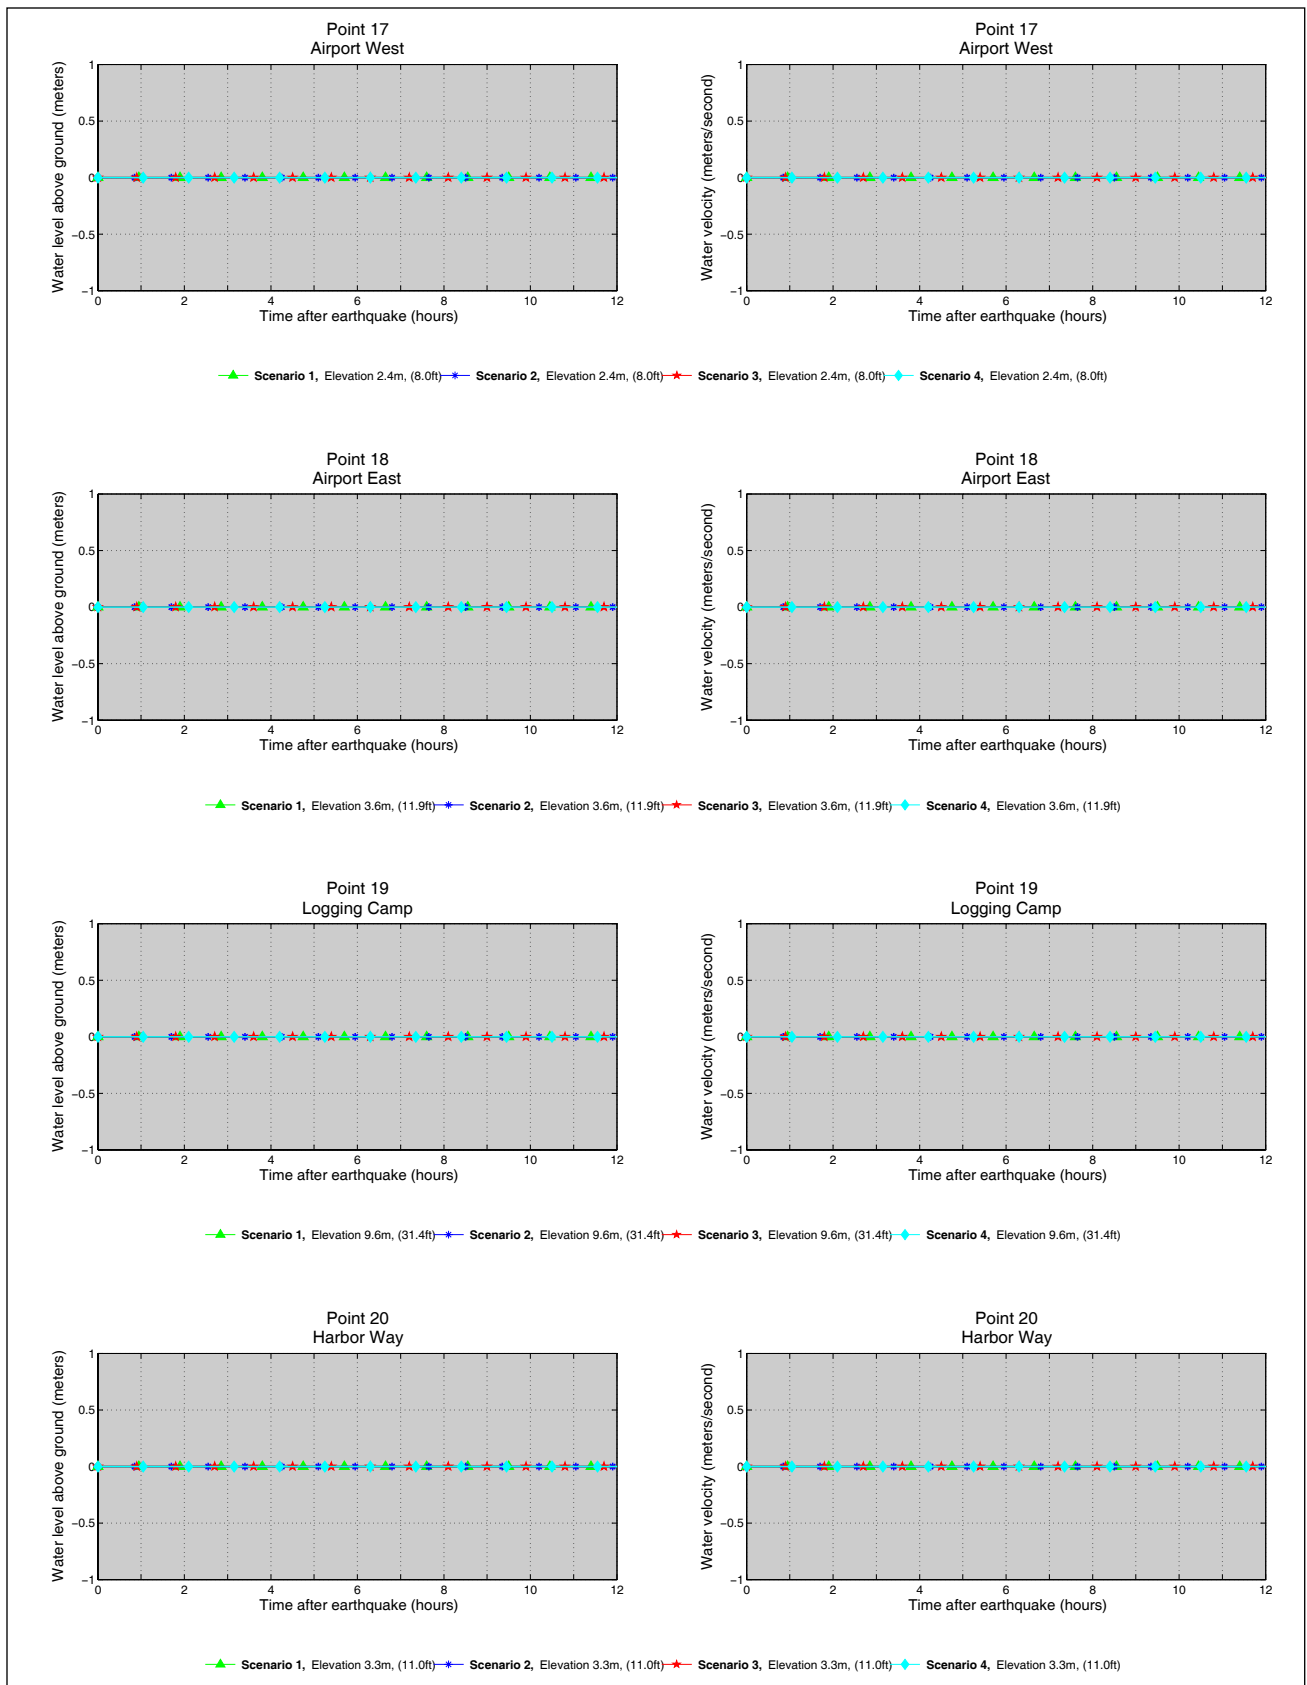 Point 17
Airport West
Water level above ground (meters)
1
0.5
0
−0.5
−1
0 2 4 6 8 10 12
Time after earthquake (hours)
Point 17
Airport West
Water velocity (meters/second)
1
0.5
0
−0.5
−1
0 2 4 6 8 10 12
Time after earthquake (hours)
Scenario 1, Elevation 2.4m, (8.0ft) Scenario 2, Elevation 2.4m, (8.0ft) Scenario 3, Elevation 2.4m, (8.0ft) Scenario 4, Elevation 2.4m, (8.0ft)
Point 18
Airport East
Water level above ground (meters)
1
0.5
0
−0.5
−1
0 2 4 6 8 10 12
Time after earthquake (hours)
Point 18
Airport East
Water velocity (meters/second)
1
0.5
0
−0.5
−1
0 2 4 6 8 10 12
Time after earthquake (hours)
Scenario 1, Elevation 3.6m, (11.9ft) Scenario 2, Elevation 3.6m, (11.9ft) Scenario 3, Elevation 3.6m, (11.9ft) Scenario 4, Elevation 3.6m, (11.9ft)
Point 19
Logging Camp
Water level above ground (meters)
1
0.5
0
−0.5
−1
0 2 4 6 8 10 12
Time after earthquake (hours)
Point 19
Logging Camp
Water velocity (meters/second)
1
0.5
0
−0.5
−1
0 2 4 6 8 10 12
Time after earthquake (hours)
Scenario 1, Elevation 9.6m, (31.4ft) Scenario 2, Elevation 9.6m, (31.4ft) Scenario 3, Elevation 9.6m, (31.4ft) Scenario 4, Elevation 9.6m, (31.4ft)
Point 20
Harbor Way
Water level above ground (meters)
1
0.5
0
−0.5
−1
0 2 4 6 8 10 12
Time after earthquake (hours)
Point 20
Harbor Way
Water velocity (meters/second)
1
0.5
0
−0.5
−1
0 2 4 6 8 10 12
Time after earthquake (hours)
Scenario 1, Elevation 3.3m, (11.0ft) Scenario 2, Elevation 3.3m, (11.0ft) Scenario 3, Elevation 3.3m, (11.0ft) Scenario 4, Elevation 3.3m, (11.0ft)